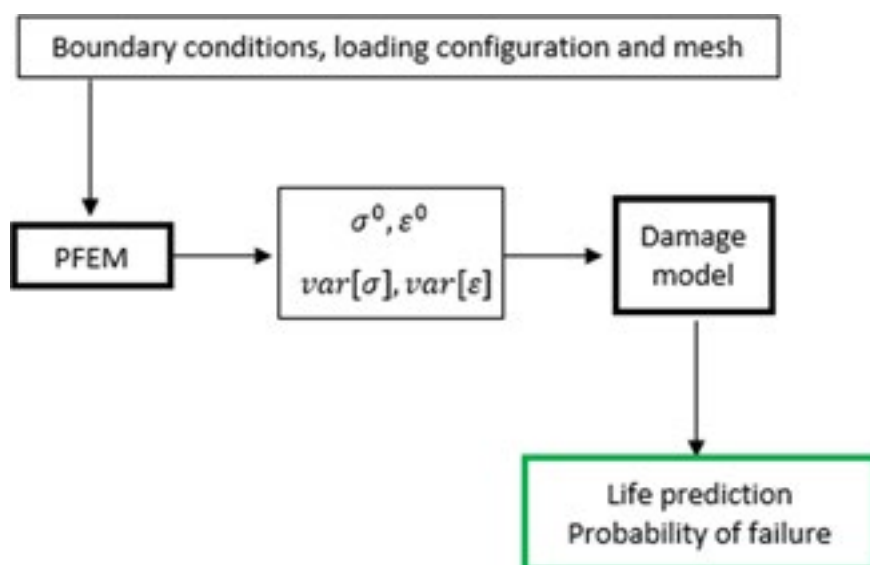 Boundary conditions, loading configuration and mesh
PFEM
σ⁰, ε⁰
var[σ], var[ε]
Damage
model
Life prediction
Probability of failure